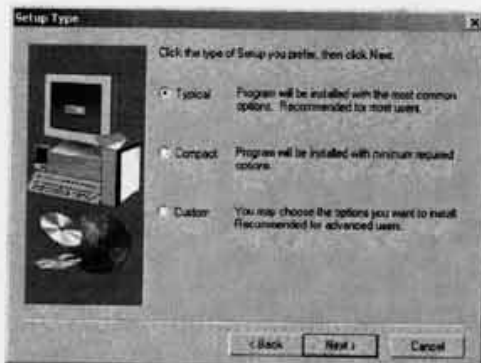 Setup Type
Click the type of Setup you prefer, then click Next.
Typical Program will be installed with the most common
options. Recommended for most users.
Compact Program will be installed with minimum required
options.
Custom You may choose the options you want to install.
Recommended for advanced users.
< Back Next > Cancel